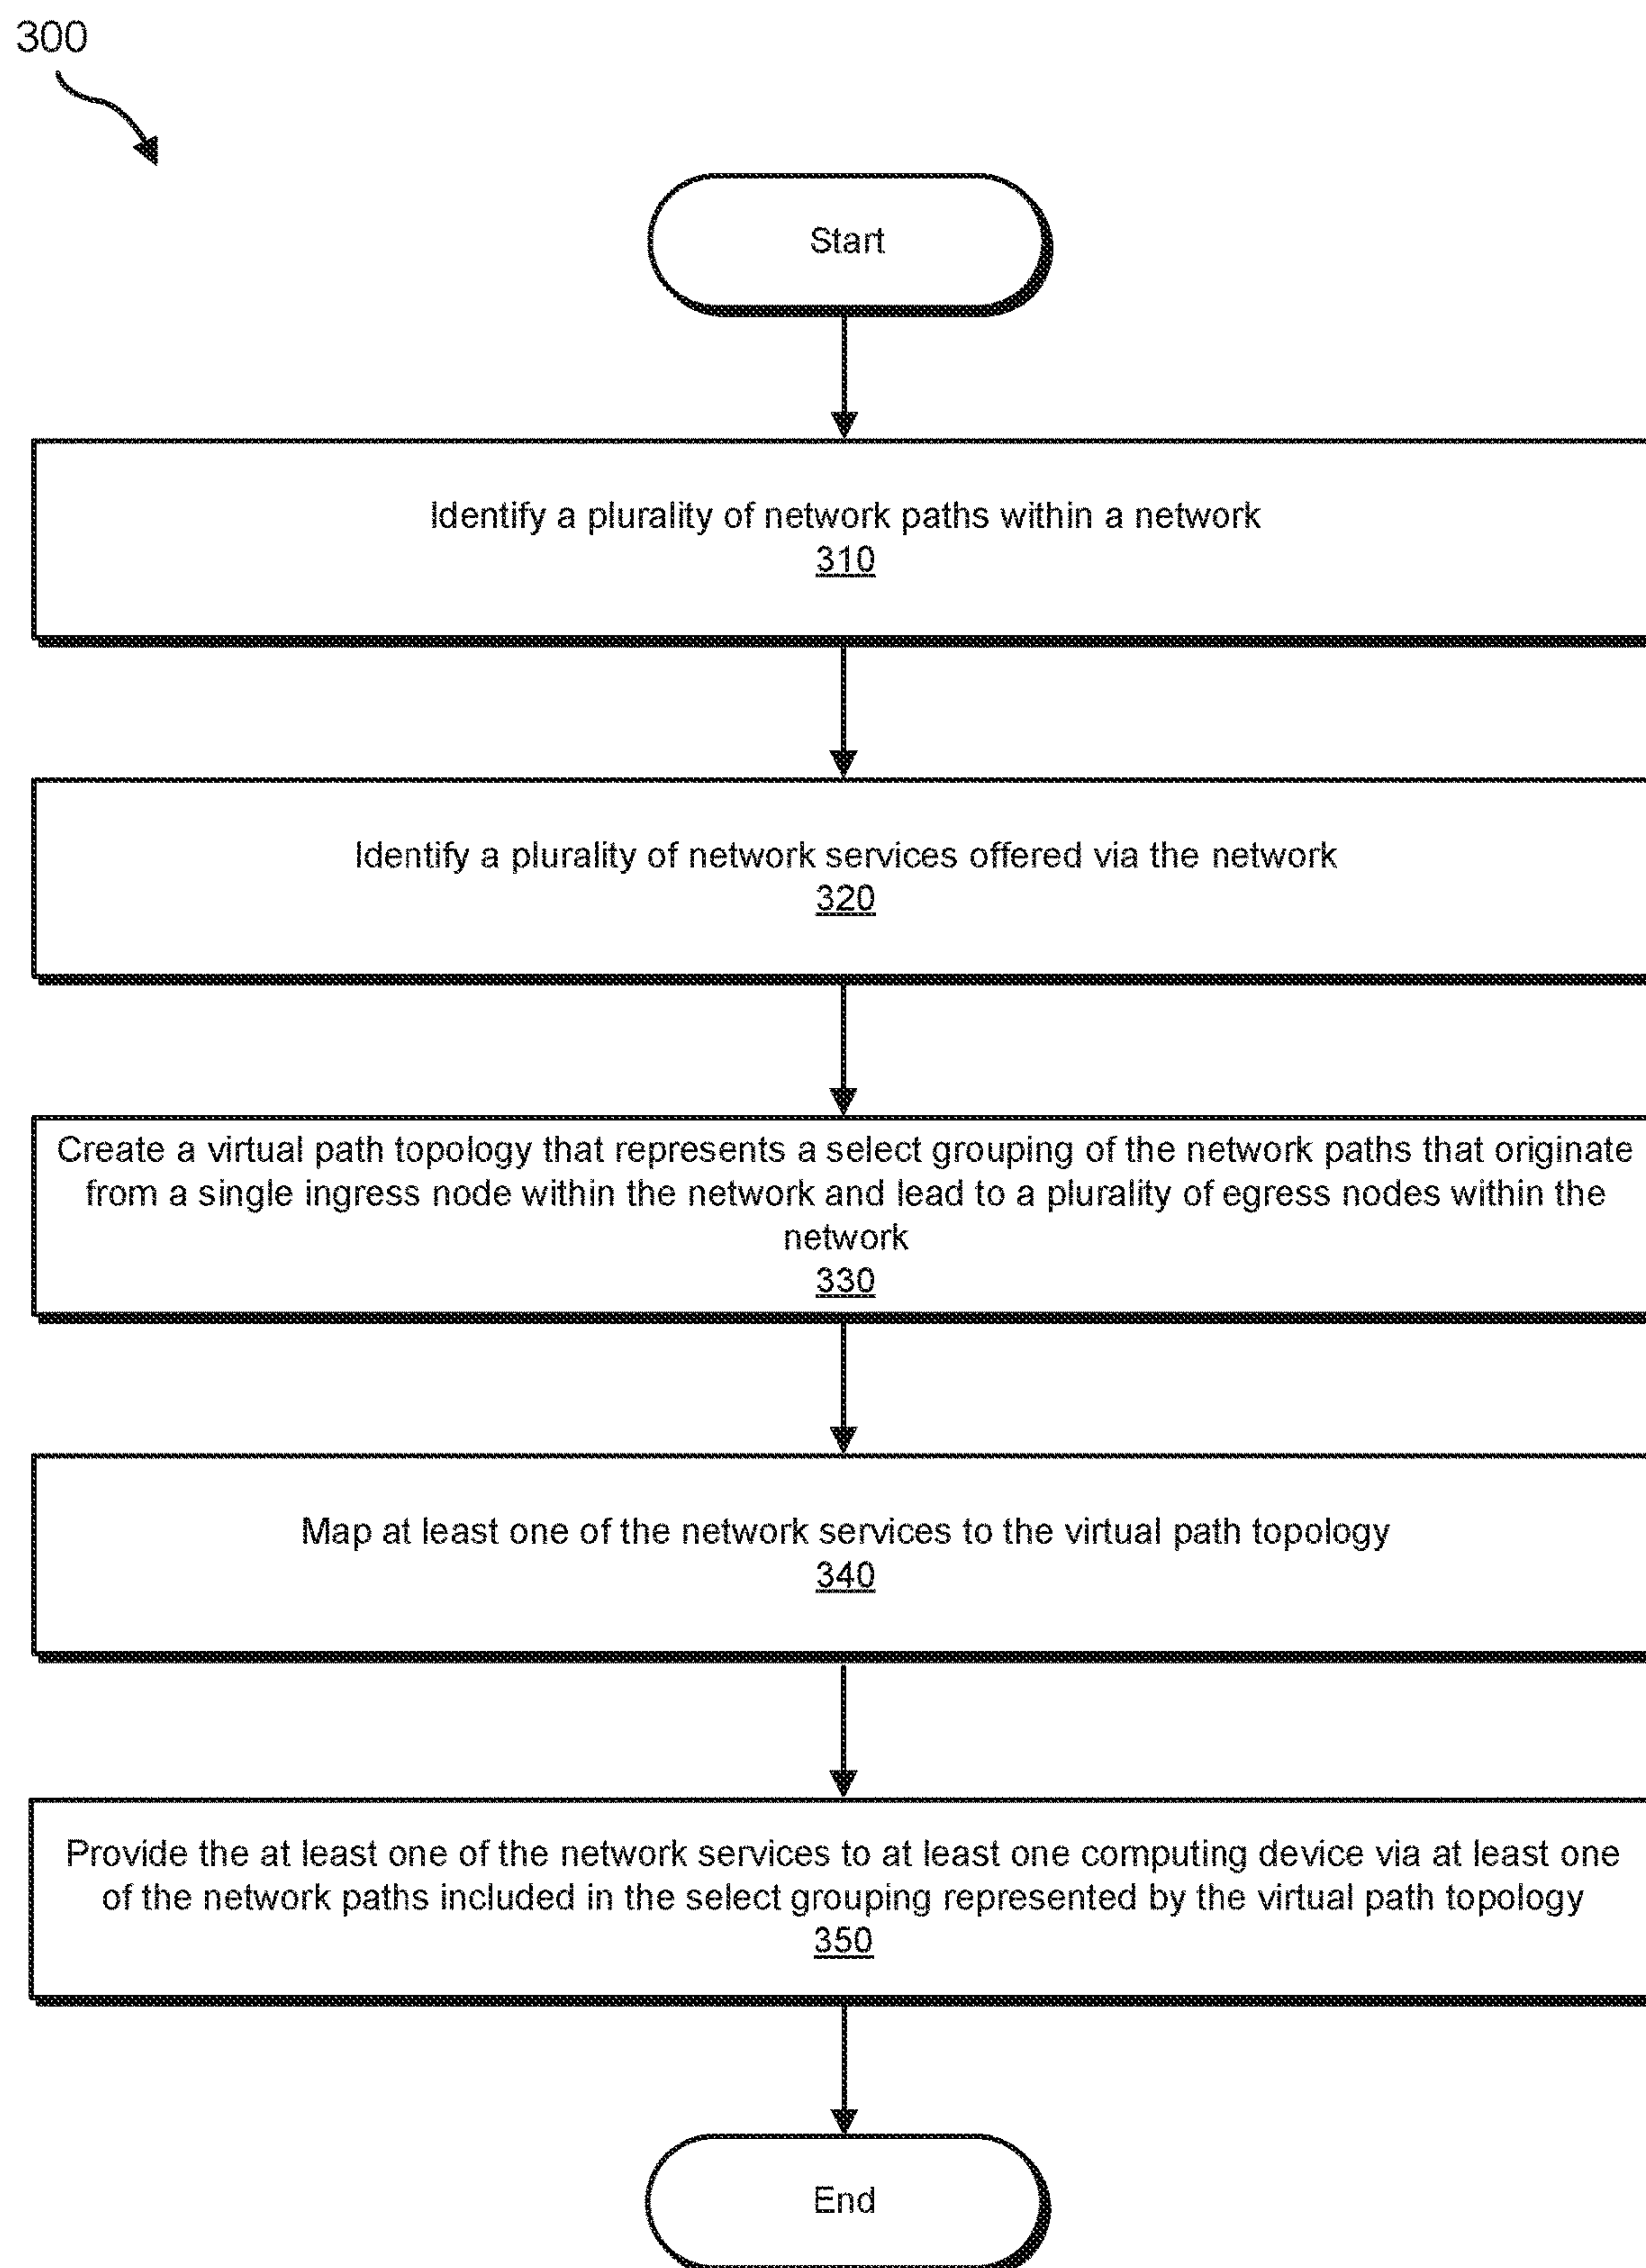 300
Start
Identify a plurality of network paths within a network
310
Identify a plurality of network services offered via the network
320
Create a virtual path topology that represents a select grouping of the network paths that originate
from a single ingress node within the network and lead to a plurality of egress nodes within the
network
330
Map at least one of the network services to the virtual path topology
340
Provide the at least one of the network services to at least one computing device via at least one
of the network paths included in the select grouping represented by the virtual path topology
350
End